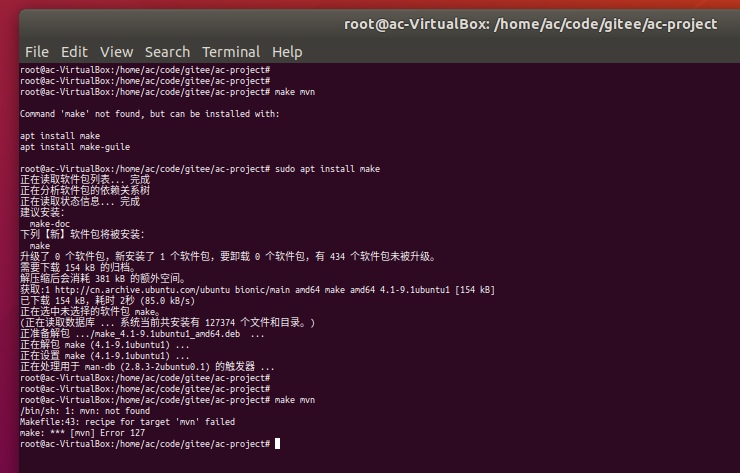 root@ac-VirtualBox: /home/ac/code/gitee/ac-project
File Edit View Search Terminal Help
root@ac-VirtualBox:/home/ac/code/gitee/ac-project#
root@ac-VirtualBox:/home/ac/code/gitee/ac-project#
root@ac-VirtualBox:/home/ac/code/gitee/ac-project# make mvn
Command 'make' not found, but can be installed with:
apt install make
apt install make-guile
root@ac-VirtualBox:/home/ac/code/gitee/ac-project# sudo apt install make
正在读取软件包列表... 完成
正在分析软件包的依赖关系树
正在读取状态信息... 完成
建议安装：
make-doc
下列【新】软件包将被安装：
make
升级了 0 个软件包，新安装了 1 个软件包，要卸载 0 个软件包，有 434 个软件包未被升级。
需要下载 154 kB 的归档。
解压缩后会消耗 381 kB 的额外空间。
获取:1 http://cn.archive.ubuntu.com/ubuntu bionic/main amd64 make amd64 4.1-9.1ubuntu1 [154 kB]
已下载 154 kB，耗时 2秒 (85.0 kB/s)
正在选中未选择的软件包 make。
(正在读取数据库 ... 系统当前共安装有 127374 个文件和目录。)
正准备解包 .../make_4.1-9.1ubuntu1_amd64.deb ...
正在解包 make (4.1-9.1ubuntu1) ...
正在设置 make (4.1-9.1ubuntu1) ...
正在处理用于 man-db (2.8.3-2ubuntu0.1) 的触发器 ...
root@ac-VirtualBox:/home/ac/code/gitee/ac-project#
root@ac-VirtualBox:/home/ac/code/gitee/ac-project#
root@ac-VirtualBox:/home/ac/code/gitee/ac-project# make mvn
/bin/sh: 1: mvn: not found
Makefile:43: recipe for target 'mvn' failed
make: *** [mvn] Error 127
root@ac-VirtualBox:/home/ac/code/gitee/ac-project#